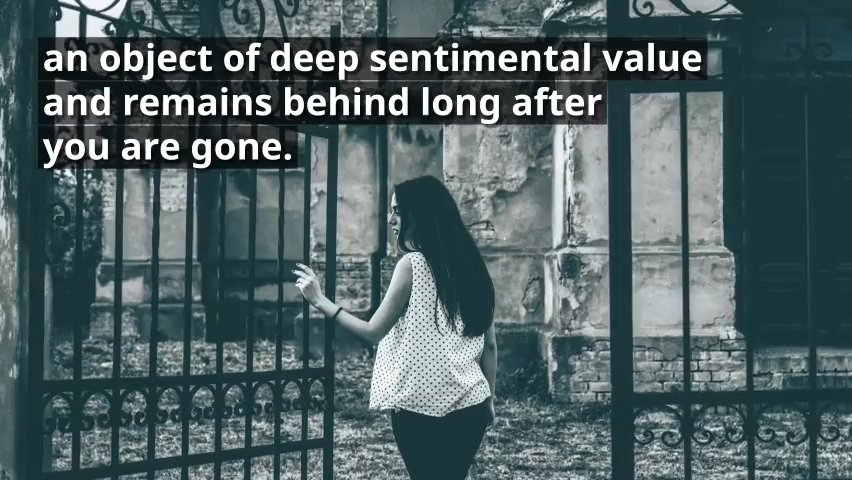 an object of deep sentimental value
and remains behind long after
you are gone.